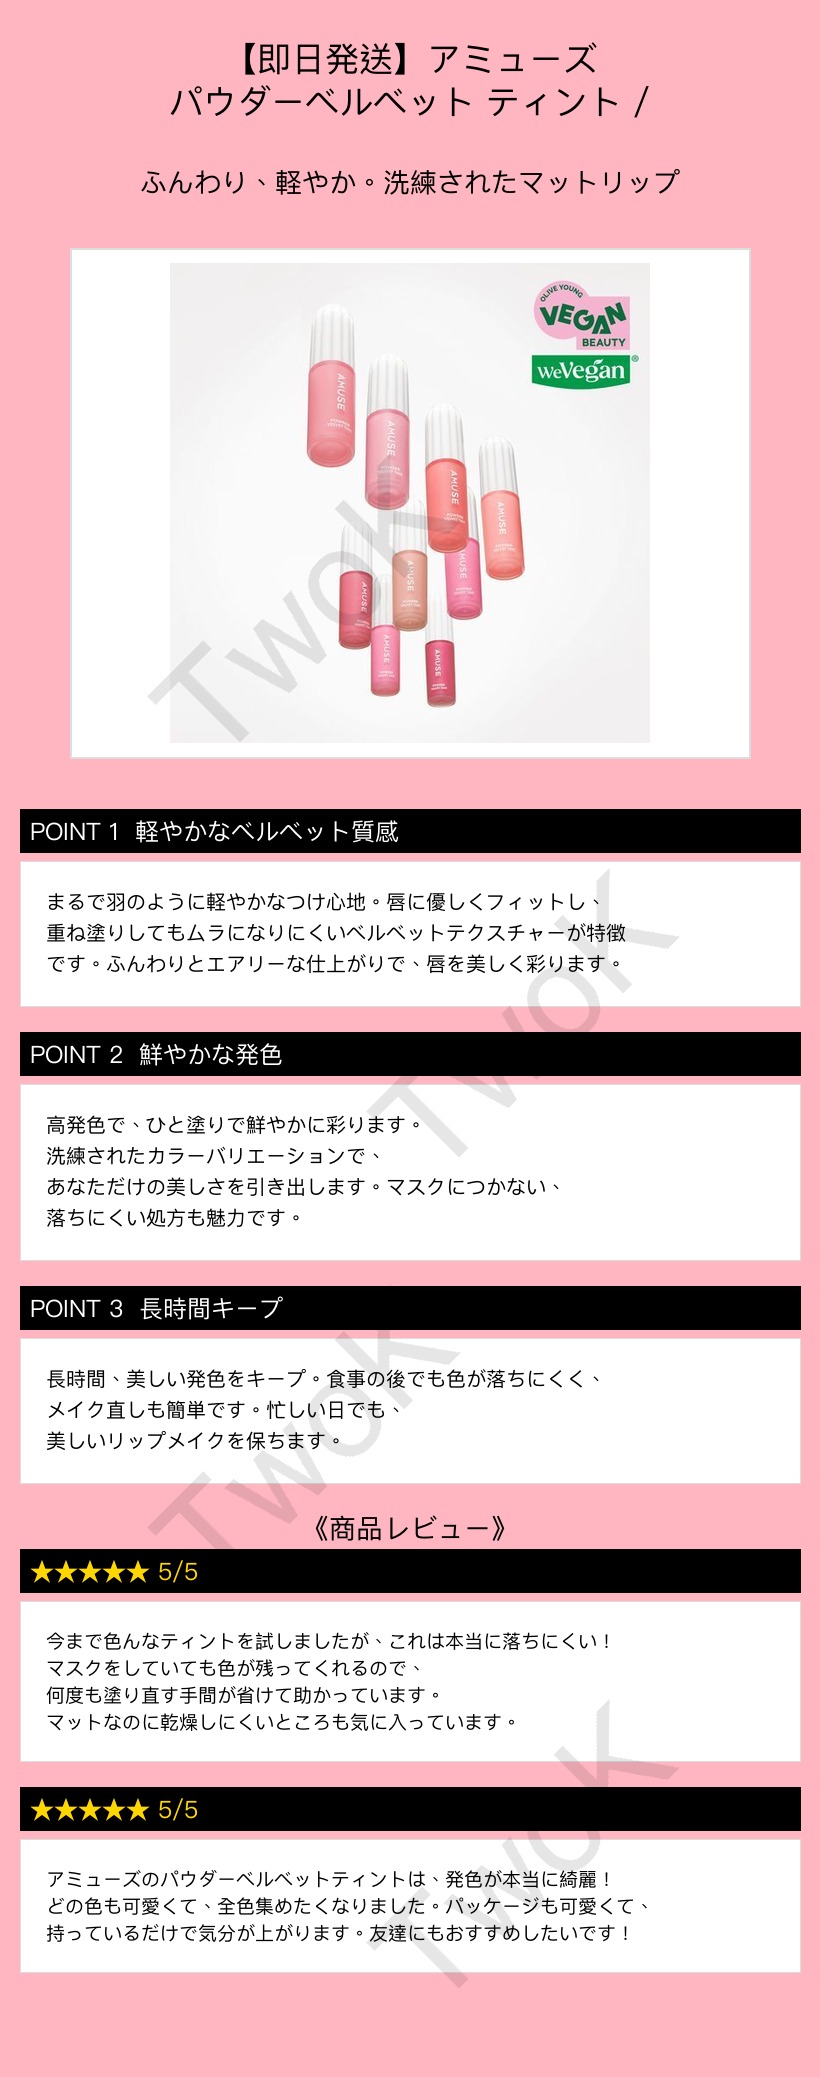 【即日発送】アミューズ
パウダーベルベット ティント /
ふんわり、軽やか。洗練されたマットリップ
OLIVE YOUNG
VEGAN
BEAUTY
weVegan®
AMUSE
AMUSE
AMUSE
AMUSE
AMUSE
AMUSE
AMUSE
AMUSE
AMUSE
TwoK
POINT 1 軽やかなベルベット質感
まるで羽のように軽やかなつけ心地。唇に優しくフィットし、
重ね塗りしてもムラになりにくいベルベットテクスチャーが特徴
です。ふんわりとエアリーな仕上がりで、唇を美しく彩ります。
TwoK
POINT 2 鮮やかな発色
高発色で、ひと塗りで鮮やかに彩ります。
洗練されたカラーバリエーションで、
あなただけの美しさを引き出します。マスクにつかない、
落ちにくい処方も魅力です。
POINT 3 長時間キープ
長時間、美しい発色をキープ。食事の後でも色が落ちにくく、
メイク直しも簡単です。忙しい日でも、
美しいリップメイクを保ちます。
TwoK
《商品レビュー》
★★★★★ 5/5
今まで色んなティントを試しましたが、これは本当に落ちにくい！
マスクをしていても色が残ってくれるので、
何度も塗り直す手間が省けて助かっています。
マットなのに乾燥しにくいところも気に入っています。
★★★★★ 5/5
アミューズのパウダーベルベットティントは、発色が本当に綺麗！
どの色も可愛くて、全色集めたくなりました。パッケージも可愛くて、
持っているだけで気分が上がります。友達にもおすすめしたいです！
TwoK